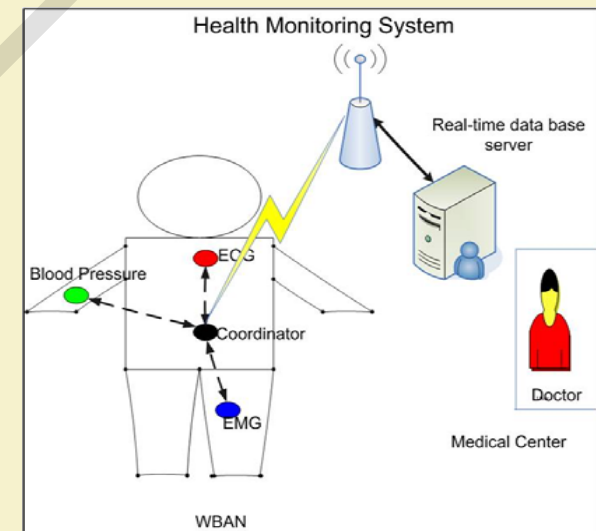 Health Monitoring System
Real-time data base
server
ECG
Blood Pressure
Coordinator
EMG
Doctor
Medical Center
WBAN